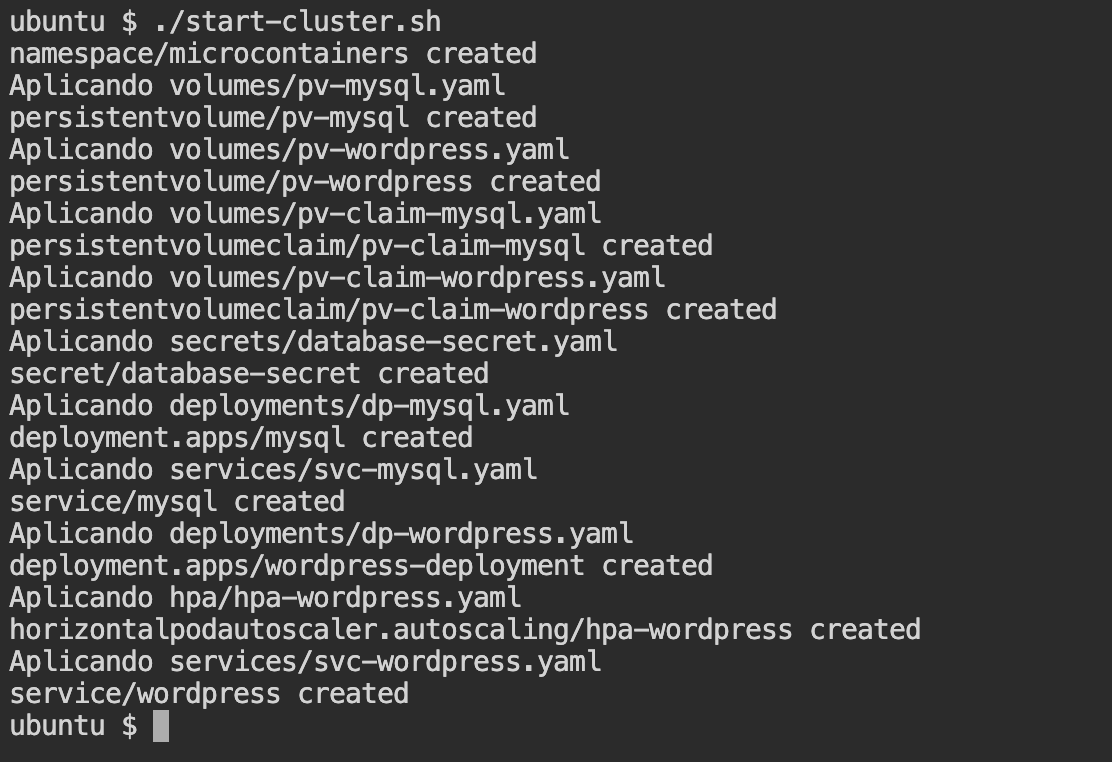 ubuntu $ ./start-cluster.sh
namespace/microcontainers created
Aplicando volumes/pv-mysql.yaml
persistentvolume/pv-mysql created
Aplicando volumes/pv-wordpress.yaml
persistentvolume/pv-wordpress created
Aplicando volumes/pv-claim-mysql.yaml
persistentvolumeclaim/pv-claim-mysql created
Aplicando volumes/pv-claim-wordpress.yaml
persistentvolumeclaim/pv-claim-wordpress created
Aplicando secrets/database-secret.yaml
secret/database-secret created
Aplicando deployments/dp-mysql.yaml
deployment.apps/mysql created
Aplicando services/svc-mysql.yaml
service/mysql created
Aplicando deployments/dp-wordpress.yaml
deployment.apps/wordpress-deployment created
Aplicando hpa/hpa-wordpress.yaml
horizontalpodautoscaler.autoscaling/hpa-wordpress created
Aplicando services/svc-wordpress.yaml
service/wordpress created
ubuntu $